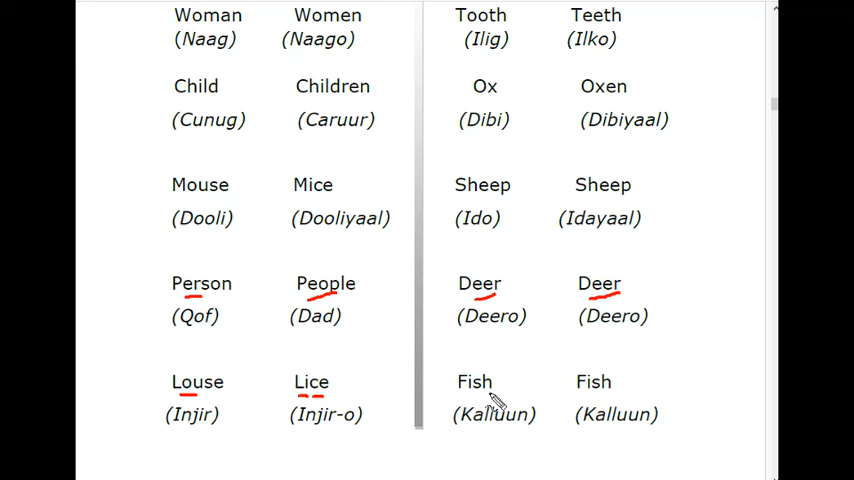 Woman Women Tooth Teeth
(Naag) (Naago) (Ilig) (Ilko)
Child Children Ox Oxen
(Cunug) (Caruur) (Dibi) (Dibiyaal)
Mouse Mice Sheep Sheep
(Dooli) (Dooliyaal) (Ido) (Idayaal)
Person People Deer Deer
(Qof) (Dad) (Deero) (Deero)
Louse Lice Fish Fish
(Injir) (Injir-o) (Kalluun) (Kalluun)